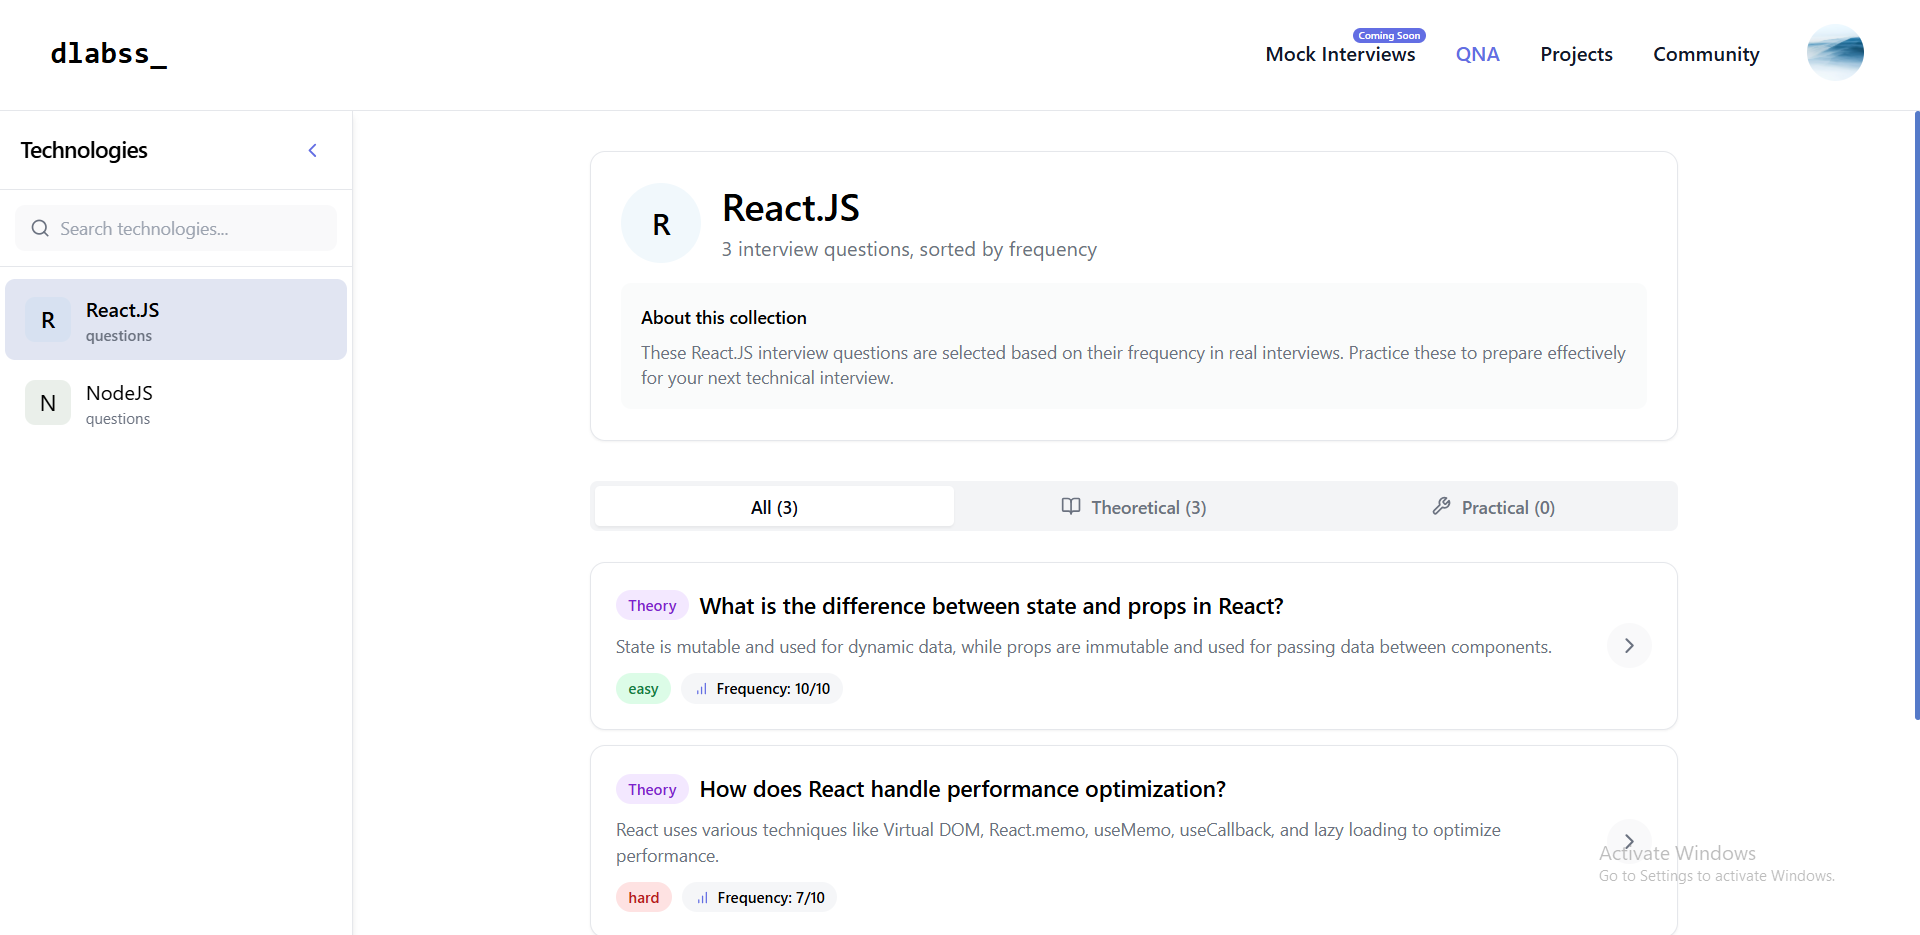 dlabss_
Coming Soon
Mock Interviews
QNA
Projects
Community
Technologies
Search technologies...
R
React.JS
questions
N
NodeJS
questions
R
React.JS
3 interview questions, sorted by frequency
About this collection
These React.JS interview questions are selected based on their frequency in real interviews. Practice these to prepare effectively
for your next technical interview.
All (3)
Theoretical (3)
Practical (0)
Theory
What is the difference between state and props in React?
State is mutable and used for dynamic data, while props are immutable and used for passing data between components.
easy
Frequency: 10/10
Theory
How does React handle performance optimization?
React uses various techniques like Virtual DOM, React.memo, useMemo, useCallback, and lazy loading to optimize
performance.
hard
Frequency: 7/10
Activate Windows
Go to Settings to activate Windows.